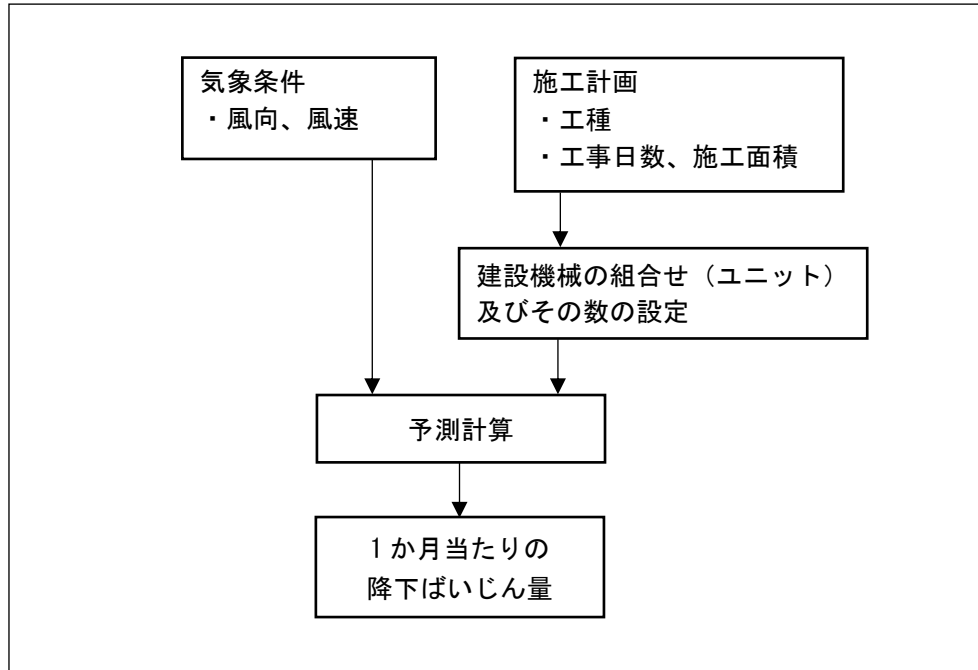 気象条件
・風向、風速
施工計画
・工種
・工事日数、施工面積
建設機械の組合せ（ユニット）
及びその数の設定
予測計算
1か月当たりの
降下ばいじん量